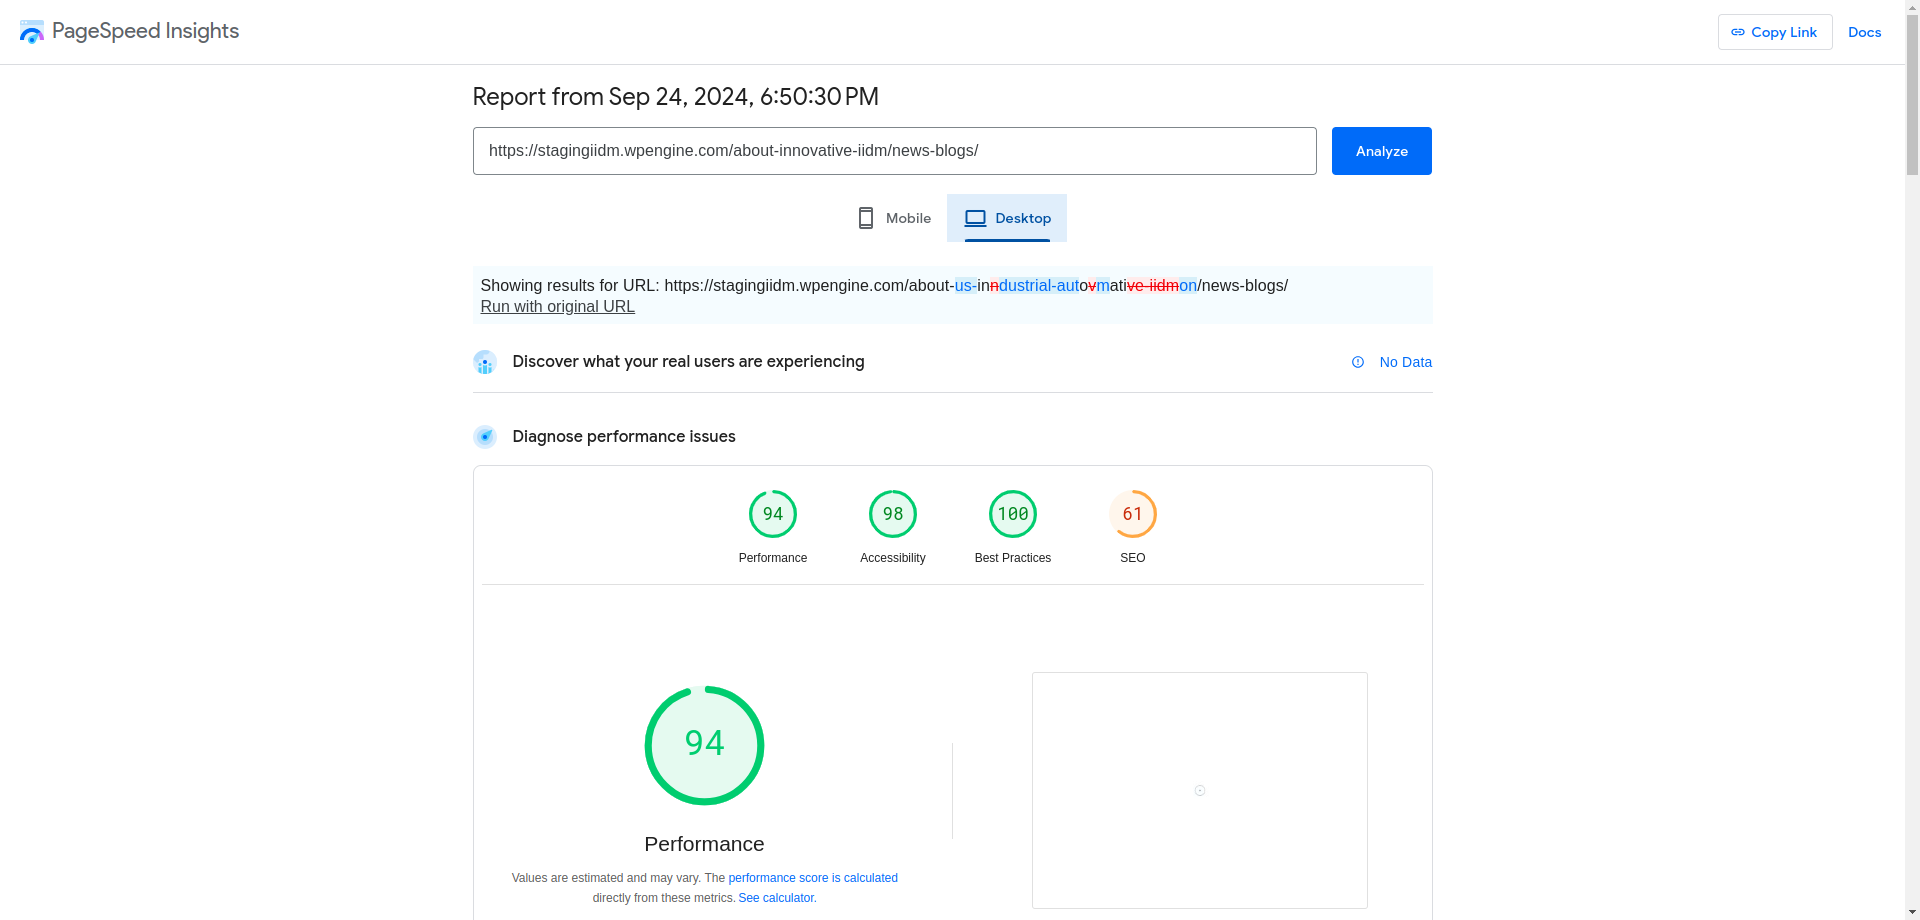 PageSpeed Insights
Copy Link
Docs
Report from Sep 24, 2024, 6:50:30 PM
https://stagingiidm.wpengine.com/about-innovative-iidm/news-blogs/
Analyze
Mobile
Desktop
Showing results for URL: https://stagingiidm.wpengine.com/about-us-inndustrial-autovmative-iidmon/news-blogs/
Run with original URL
Discover what your real users are experiencing
No Data
Diagnose performance issues
94
98
100
61
Performance
Accessibility
Best Practices
SEO
94
Performance
Values are estimated and may vary. The performance score is calculated
directly from these metrics. See calculator.